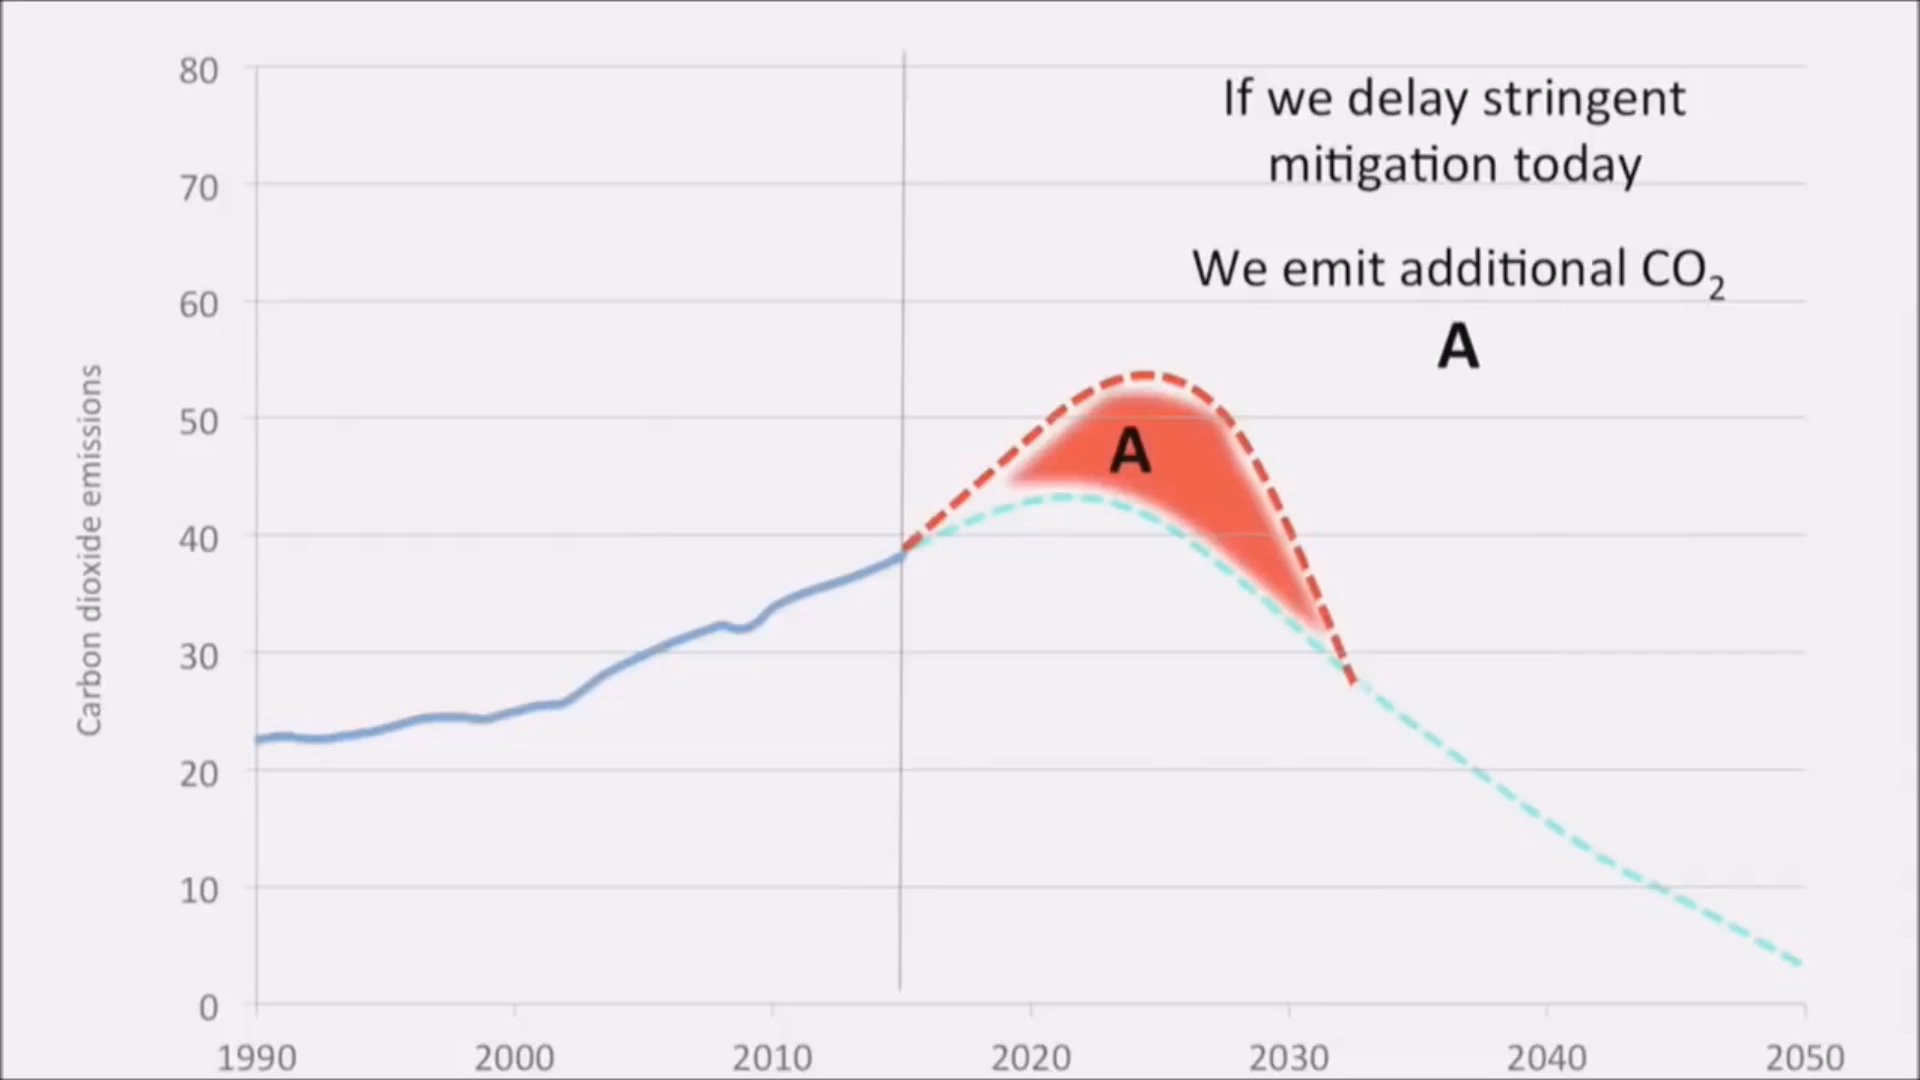 If we delay stringent
mitigation today
We emit additional CO₂
A
A
Carbon dioxide emissions
80
70
60
50
40
30
20
10
0
1990 2000 2010 2020 2030 2040 2050